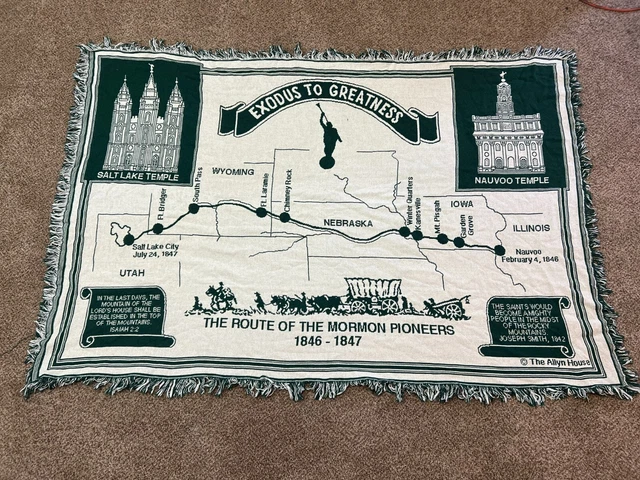 EXODUS TO GREATNESS
SALT LAKE TEMPLE
NAUVOO TEMPLE
WYOMING
Ft. Bridger
South Pass
Ft. Laramie
Chimney Rock
NEBRASKA
Winter Quarters
Kanesville
Mt. Pisgah
Garden
Grove
IOWA
ILLINOIS
Salt Lake City
July 24, 1847
Nauvoo
February 4, 1846
UTAH
IN THE LAST DAYS, THE
MOUNTAIN OF THE
LORD'S HOUSE SHALL BE
ESTABLISHED IN THE TOP
OF THE MOUNTAINS.
ISAIAH 2:2
THE ROUTE OF THE MORMON PIONEERS
1846 - 1847
THE SAINTS WOULD
BECOME A MIGHTY
PEOPLE IN THE MIDST
OF THE ROCKY
MOUNTAINS.
JOSEPH SMITH, 1842
© The Allyn House